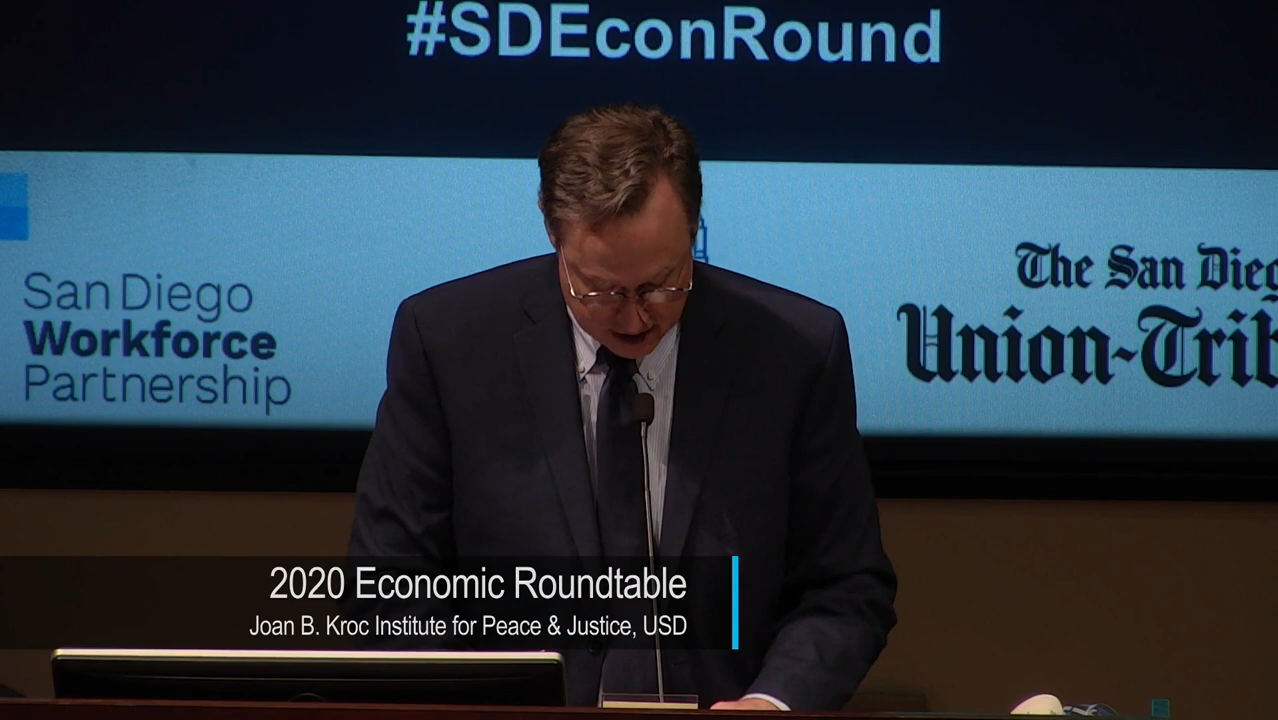 #SDEconRound
San Diego
Workforce
Partnership
The San Dieg
Union-Trib
2020 Economic Roundtable
Joan B. Kroc Institute for Peace & Justice, USD